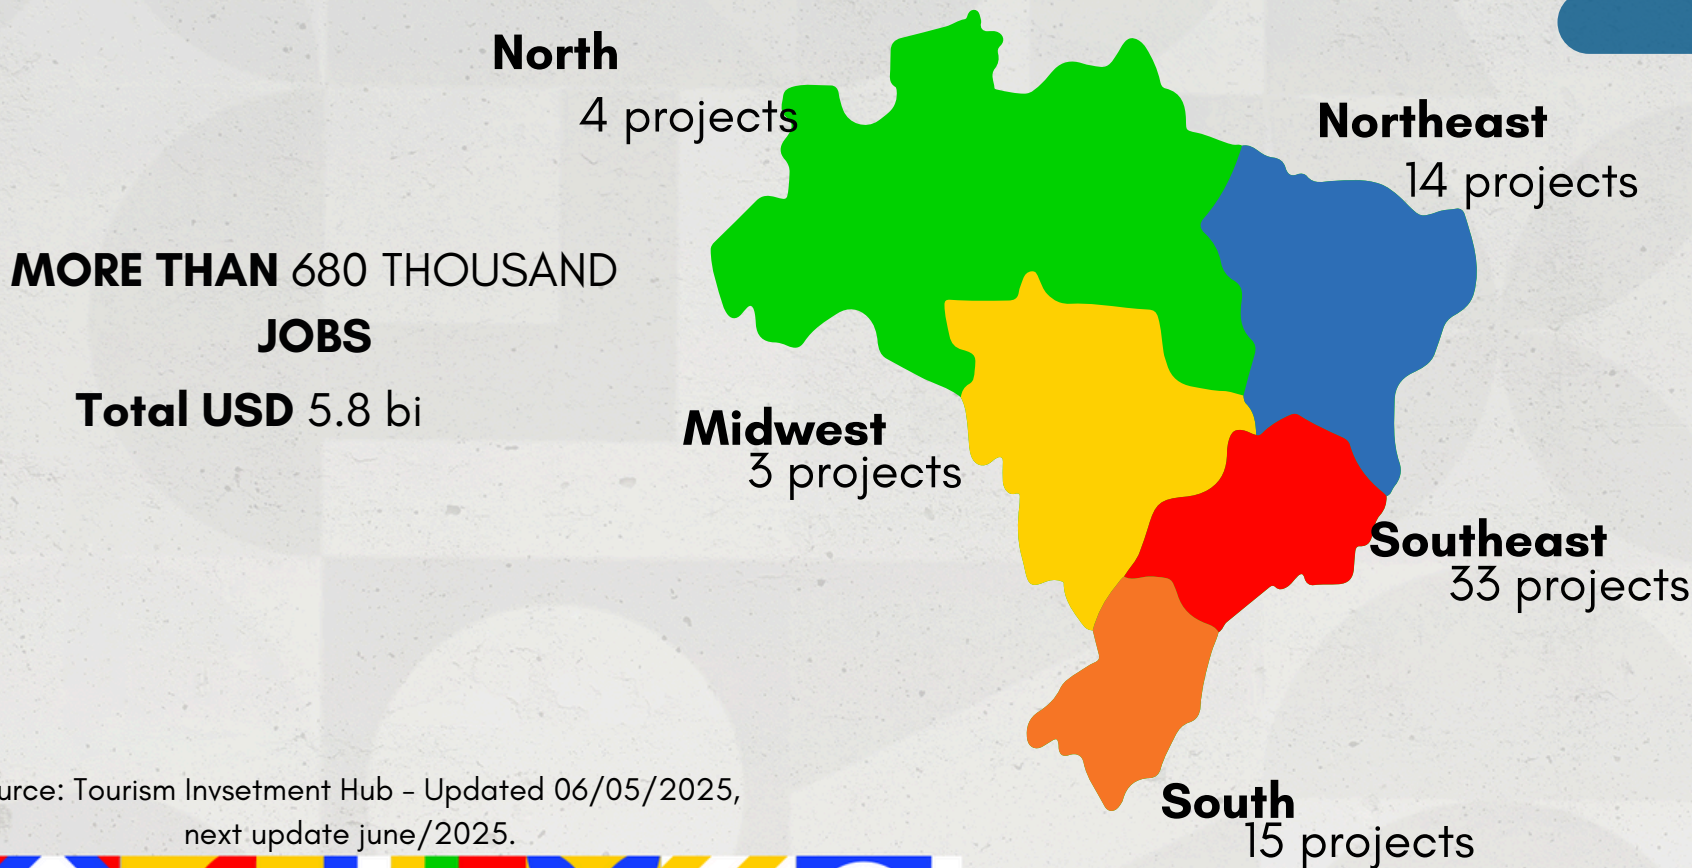 North
4 projects
Northeast
14 projects
MORE THAN 680 THOUSAND
JOBS
Total USD 5.8 bi
Midwest
3 projects
Southeast
33 projects
urce: Tourism Invsetment Hub - Updated 06/05/2025,
next update june/2025.
South
15 projects